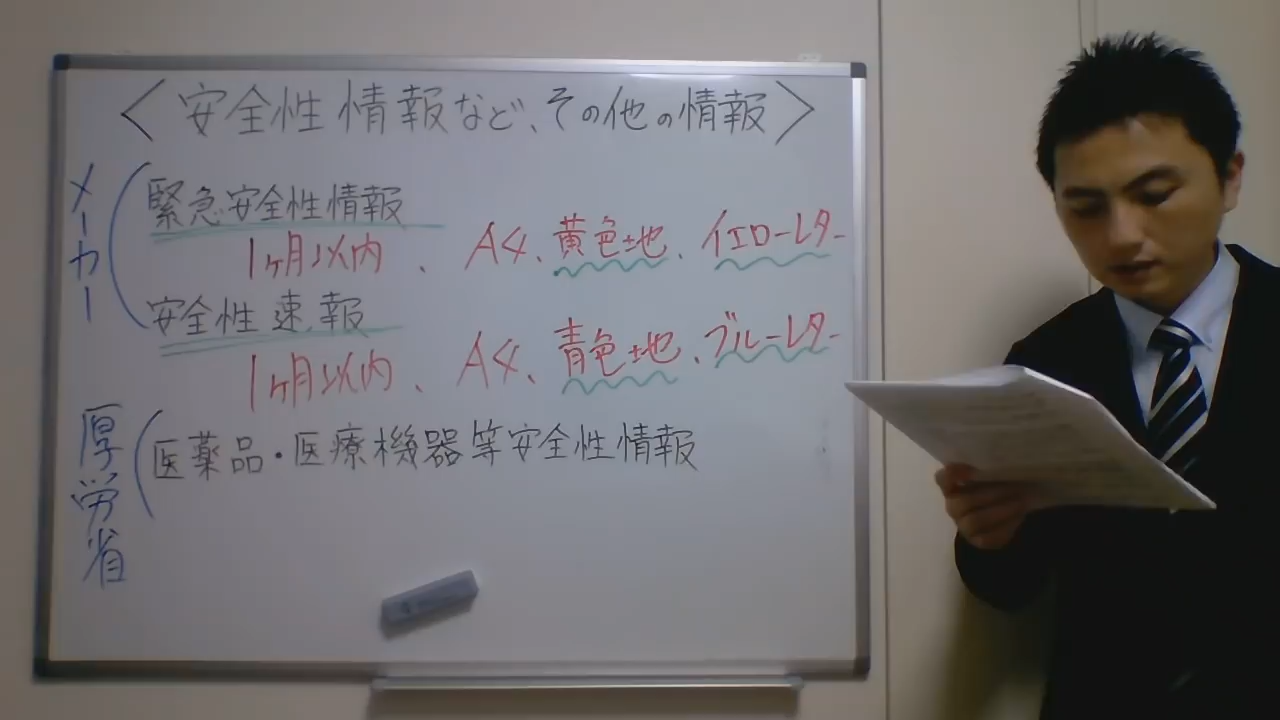 ＜安全性情報など、その他の情報＞
メーカー
緊急安全性情報
1ヶ月以内、A4、黄色地、イエローレター
安全性速報
1ヶ月以内、A4、青色地、ブルーレター
厚労省
医薬品・医療機器等安全性情報